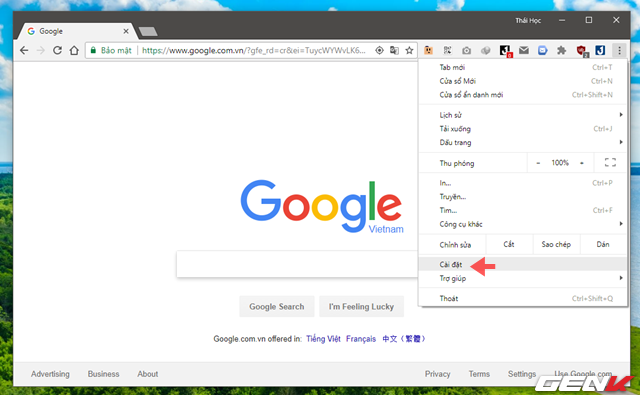 Thái Học
Google
Bảo mật
https://www.google.com.vn/?gfe_rd=cr&ei=TuycWYWvLK6...
Tab mới Ctrl+T
Cửa sổ Mới Ctrl+N
Cửa sổ ẩn danh mới Ctrl+Shift+N
Lịch sử
Tải xuống Ctrl+J
Dấu trang
Thu phóng - 100% +
In... Ctrl+P
Truyền...
Tìm... Ctrl+F
Công cụ khác
Chỉnh sửa Cắt Sao chép Dán
Cài đặt
Trợ giúp
Thoát Ctrl+Shift+Q
Google
Vietnam
Google Search I'm Feeling Lucky
Google.com.vn offered in: Tiếng Việt Français 中文 (繁體)
Advertising Business About Privacy Terms Settings Use Google.com
GENK